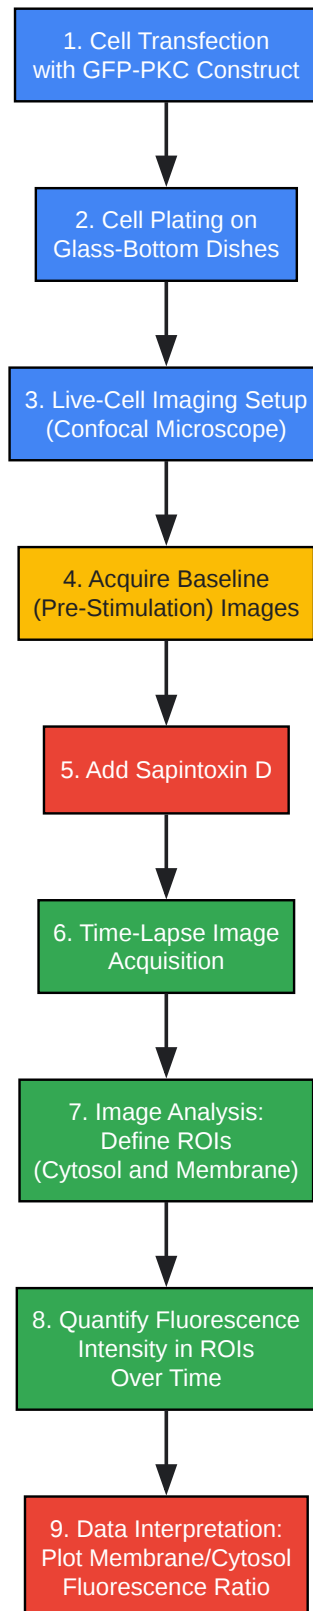 1. Cell Transfection
with GFP-PKC Construct
2. Cell Plating on
Glass-Bottom Dishes
3. Live-Cell Imaging Setup
(Confocal Microscope)
4. Acquire Baseline
(Pre-Stimulation) Images
5. Add Sapintoxin D
6. Time-Lapse Image
Acquisition
7. Image Analysis:
Define ROIs
(Cytosol and Membrane)
8. Quantify Fluorescence
Intensity in ROIs
Over Time
9. Data Interpretation:
Plot Membrane/Cytosol
Fluorescence Ratio